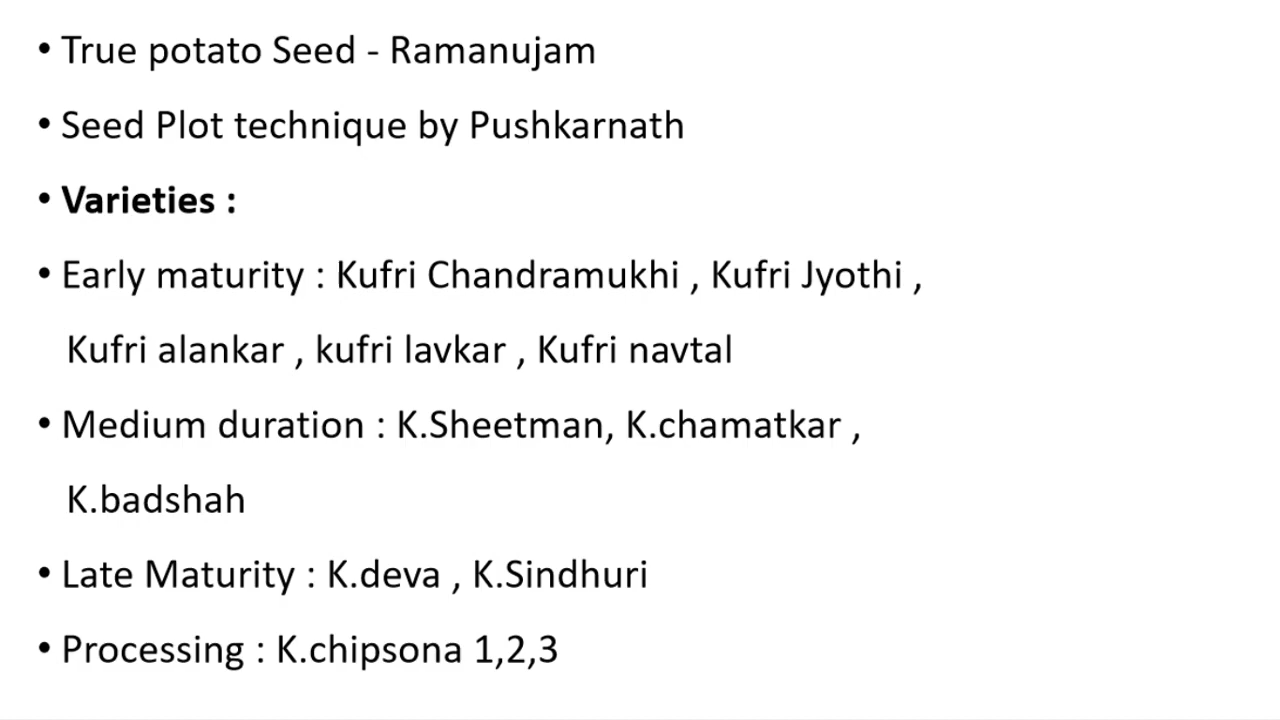 • True potato Seed - Ramanujam
• Seed Plot technique by Pushkarnath
• Varieties :
• Early maturity : Kufri Chandramukhi , Kufri Jyothi ,
Kufri alankar , kufri lavkar , Kufri navtal
• Medium duration : K.Sheetman, K.chamatkar ,
K.badshah
• Late Maturity : K.deva , K.Sindhuri
• Processing : K.chipsona 1,2,3